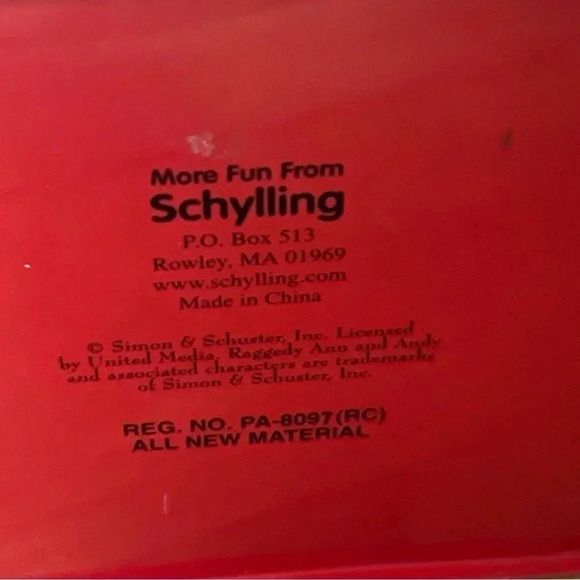 More Fun From
Schylling
P.O. Box 513
Rowley, MA 01969
www.schylling.com
Made in China
© Simon & Schuster, Inc. Licensed
by United Media. Raggedy Ann and Andy
and associated characters are trademarks
of Simon & Schuster, Inc.
REG. NO. PA-8097(RC)
ALL NEW MATERIAL